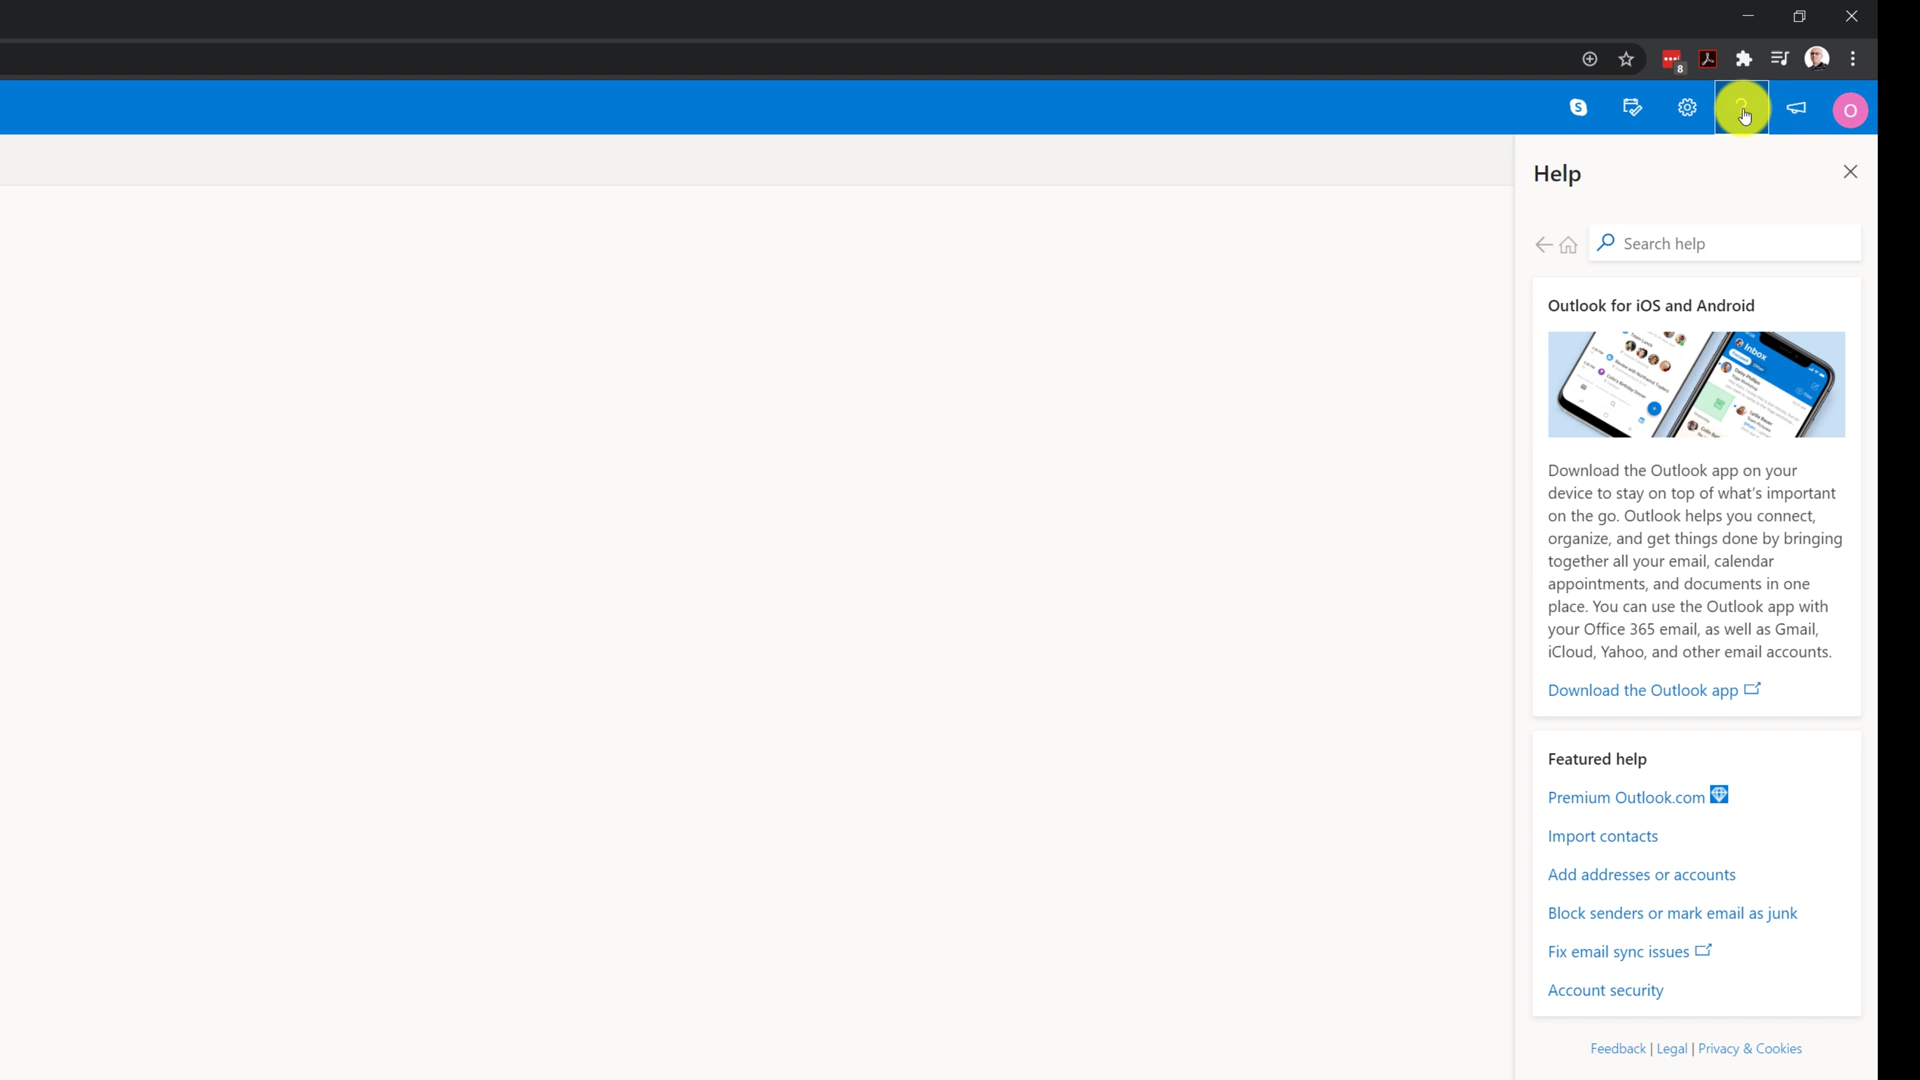 8
S
?
O
Help
Search help
Outlook for iOS and Android
Inbox
Download the Outlook app on your
device to stay on top of what's important
on the go. Outlook helps you connect,
organize, and get things done by bringing
together all your email, calendar
appointments, and documents in one
place. You can use the Outlook app with
your Office 365 email, as well as Gmail,
iCloud, Yahoo, and other email accounts.
Download the Outlook app
Featured help
Premium Outlook.com
Import contacts
Add addresses or accounts
Block senders or mark email as junk
Fix email sync issues
Account security
Feedback | Legal | Privacy & Cookies